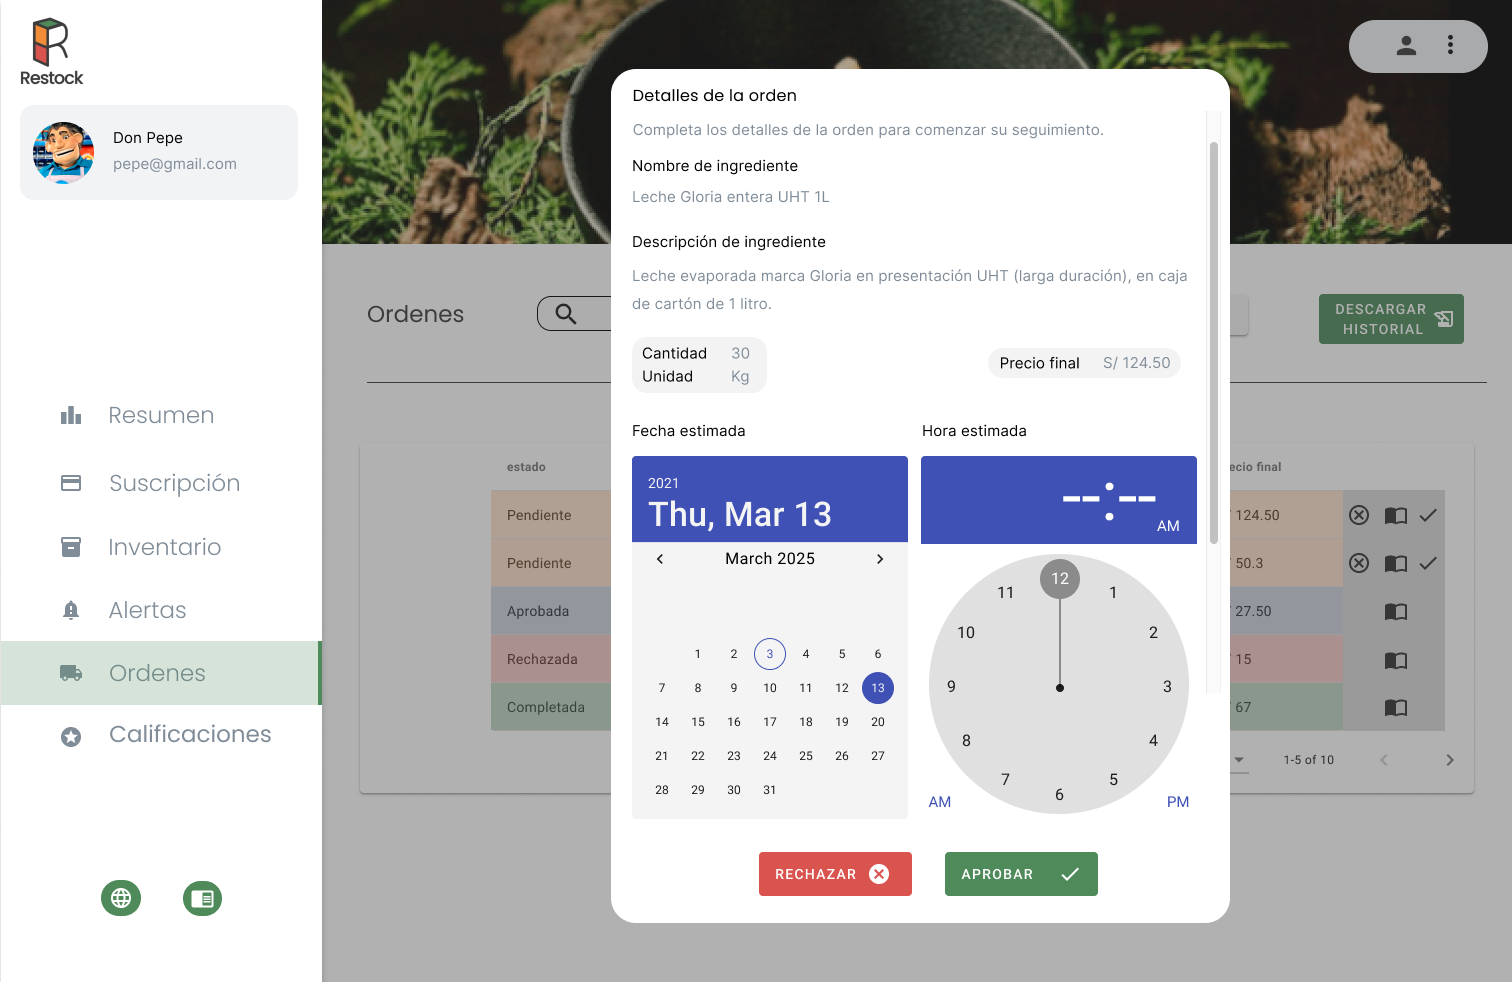 Restock
Don Pepe
pepe@gmail.com
Resumen
Suscripción
Inventario
Alertas
Ordenes
Calificaciones
Ordenes
DESCARGAR
HISTORIAL
estado
Pendiente
Pendiente
Aprobada
Rechazada
Completada
124.50
50.3
27.50
15
67
1-5 of 10
Detalles de la orden
Completa los detalles de la orden para comenzar su seguimiento.
Nombre de ingrediente
Leche Gloria entera UHT 1L
Descripción de ingrediente
Leche evaporada marca Gloria en presentación UHT (larga duración), en caja
de cartón de 1 litro.
Cantidad 30
Unidad Kg
Precio final S/ 124.50
Fecha estimada
2021
Thu, Mar 13
March 2025
1 2 3 4 5 6
7 8 9 10 11 12 13
14 15 16 17 18 19 20
21 22 23 24 25 26 27
28 29 30 31
Hora estimada
--:--
AM
12
11 1
10 2
9 3
8 4
7 5
6
AM PM
RECHAZAR
APROBAR